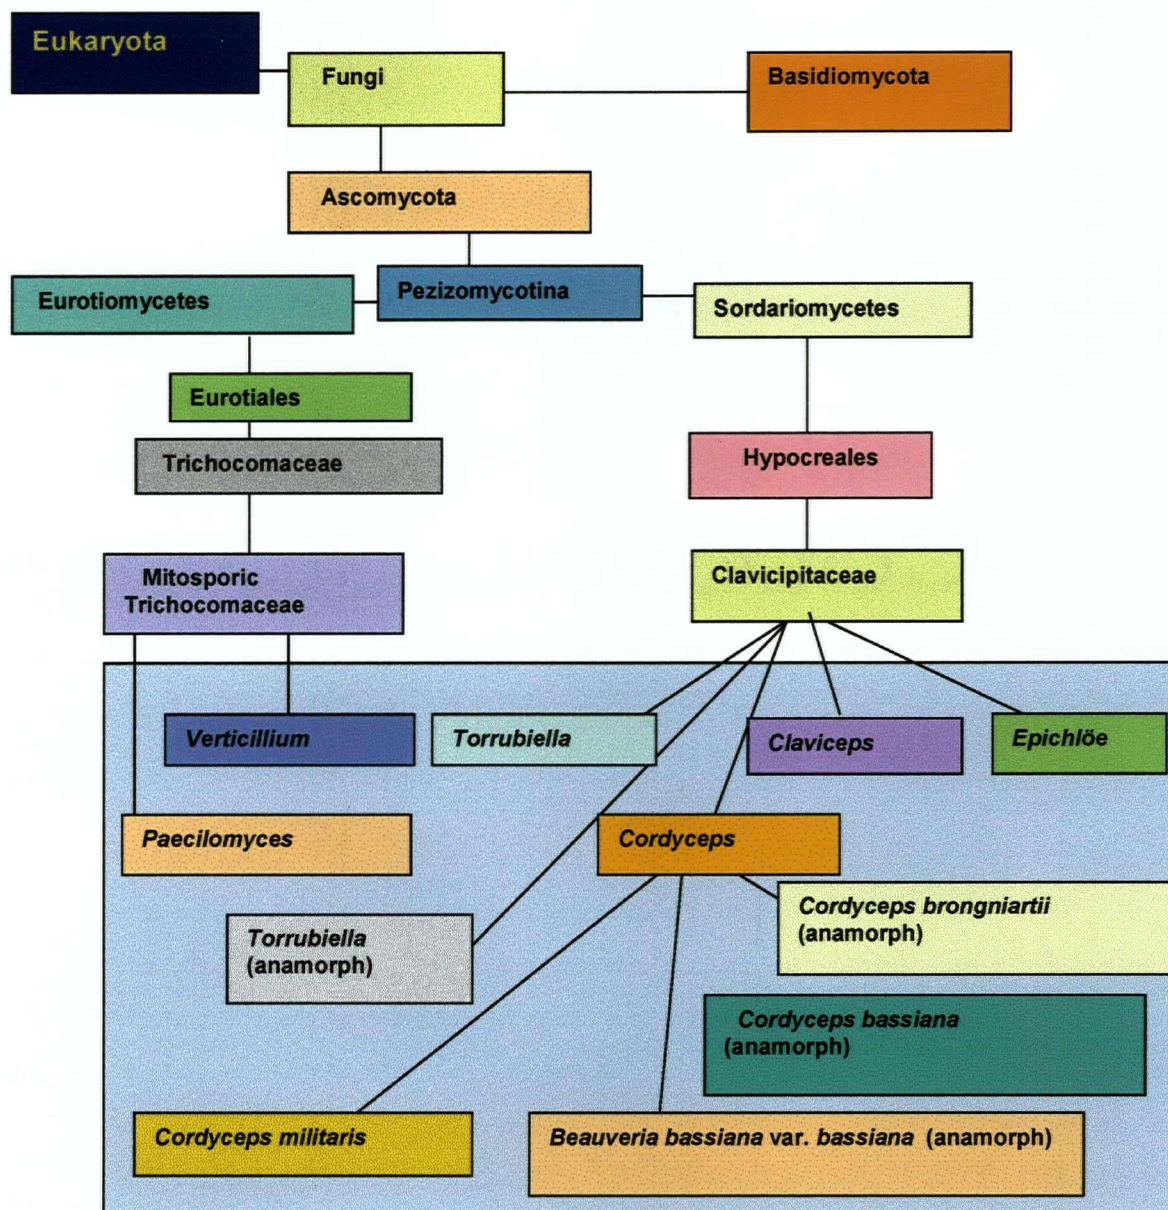 Eukaryota
Fungi
Basidiomycota
Ascomycota
Eurotiomycetes
Pezizomycotina
Sordariomycetes
Eurotiales
Trichocomaceae
Hypocreales
Mitosporic
Trichocomaceae
Clavicipitaceae
Verticillium
Torrubiella
Claviceps
Epichlöe
Paecilomyces
Cordyceps
Cordyceps brongniartii
(anamorph)
Torrubiella
(anamorph)
Cordyceps bassiana
(anamorph)
Cordyceps militaris
Beauveria bassiana var. bassiana (anamorph)